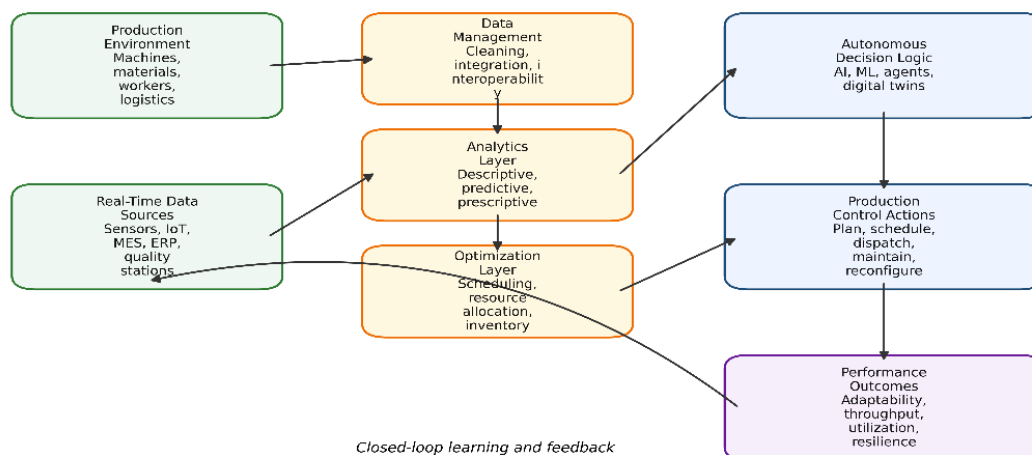 Production
Environment
Machines,
materials,
workers,
logistics
Data
Management
Cleaning,
integration, i
nteroperabilit
y
Autonomous
Decision Logic
AI, ML, agents,
digital twins
Analytics
Layer
Descriptive,
predictive,
prescriptive
Real-Time Data
Sources
Sensors, IoT,
MES, ERP,
quality
stations
Production
Control Actions
Plan, schedule,
dispatch,
maintain,
reconfigure
Optimization
Layer
Scheduling,
resource
allocation,
inventory
Performance
Outcomes
Adaptability,
throughput,
utilization,
resilience
Closed-loop learning and feedback